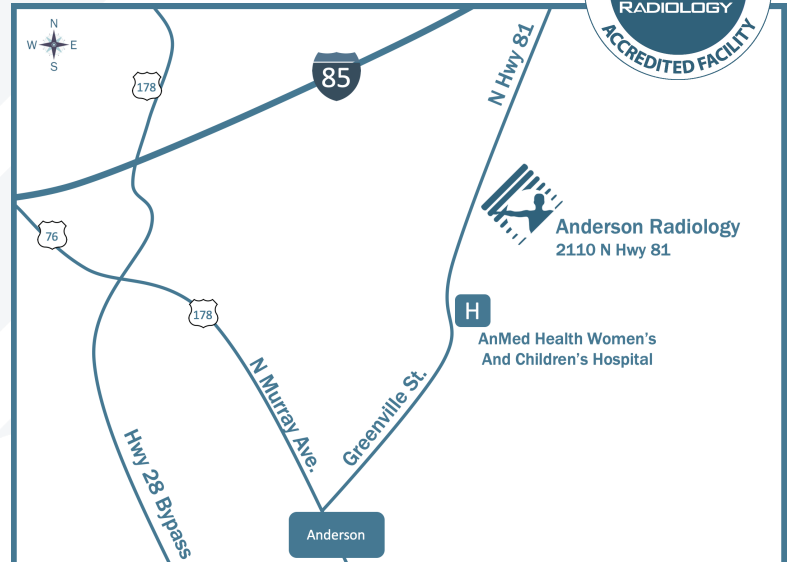 RADIOLOGY
ACCREDITED FACILITY
N
W E
S
178
85
N Hwy 81
76
Anderson Radiology
2110 N Hwy 81
178
H
AnMed Health Women's
And Children's Hospital
N Murray Ave.
Greenville St.
Hwy 28 Bypass
Anderson